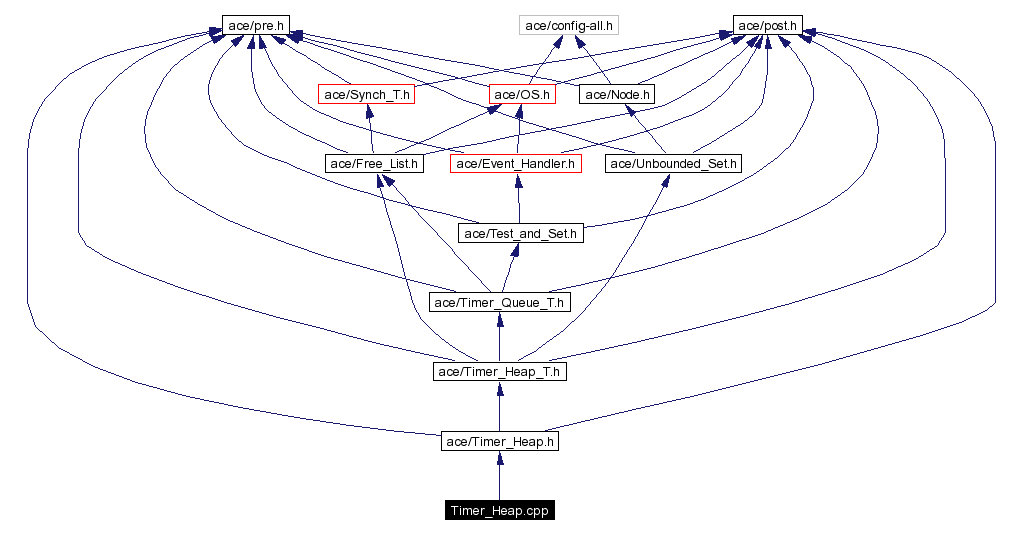 ace/pre.h
ace/config-all.h
ace/post.h
ace/Synch_T.h
ace/OS.h
ace/Node.h
ace/Free_List.h
ace/Event_Handler.h
ace/Unbounded_Set.h
ace/Test_and_Set.h
ace/Timer_Queue_T.h
ace/Timer_Heap_T.h
ace/Timer_Heap.h
Timer_Heap.cpp